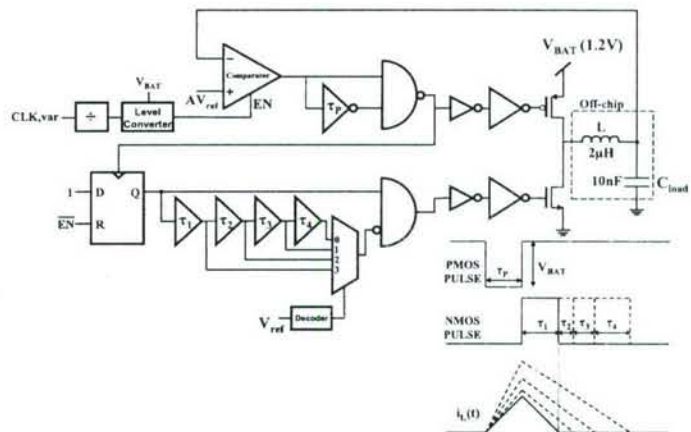 V_BAT (1.2V)
Comparator
V_BAT
AV_ref
EN
τ_P
Off-chip
CLK,var
÷
Level
Converter
L
2μH
10nF
C_load
1
D
Q
EN
R
τ_1
τ_2
τ_3
τ_4
0
1
2
3
PMOS
PULSE
τ_P
V_BAT
V_ref
Decoder
NMOS
PULSE
τ_1
τ_2
τ_3
τ_4
i_L(t)